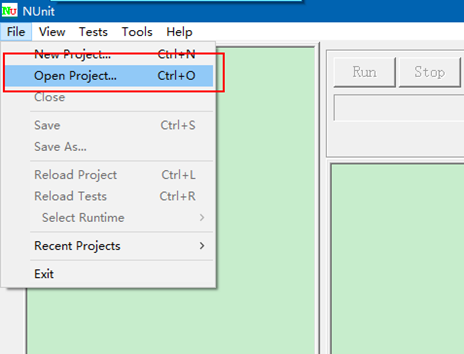 Nu NUnit
File View Tests Tools Help
New Project... Ctrl+N
Open Project... Ctrl+O
Close
Save Ctrl+S
Save As...
Reload Project Ctrl+L
Reload Tests Ctrl+R
Select Runtime
Recent Projects
Exit
Run Stop